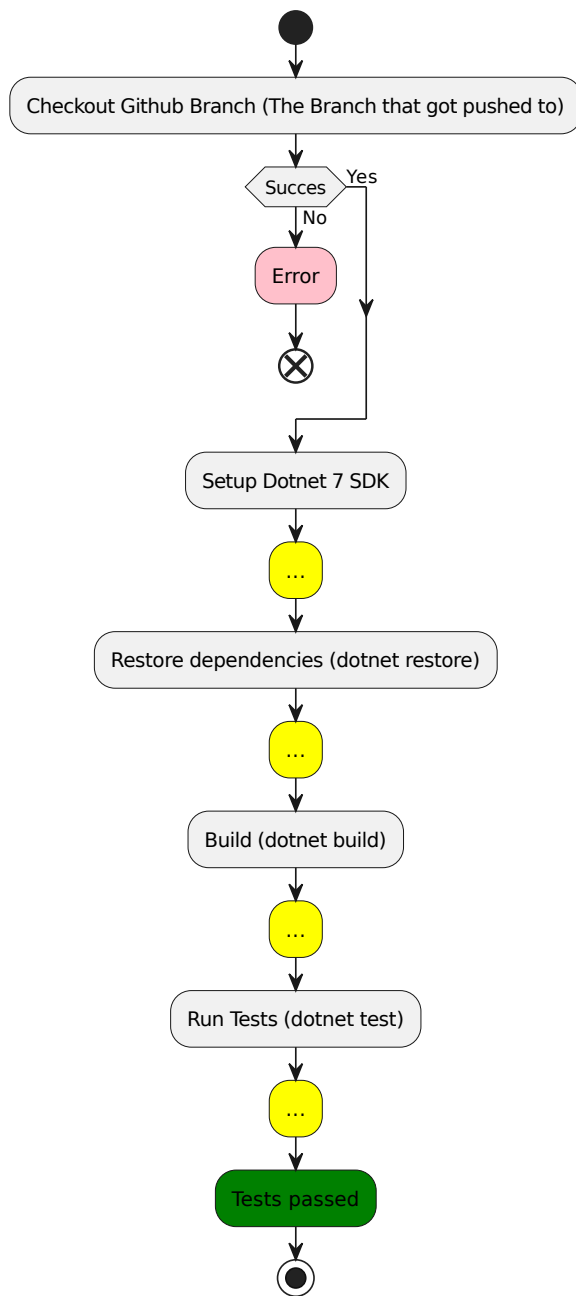 Checkout Github Branch (The Branch that got pushed to)
Succes
Yes
No
Error
Setup Dotnet 7 SDK
...
Restore dependencies (dotnet restore)
...
Build (dotnet build)
...
Run Tests (dotnet test)
...
Tests passed